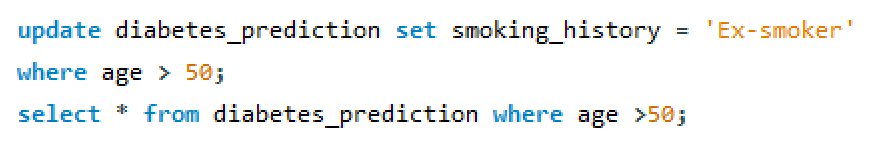 update diabetes_prediction set smoking_history = 'Ex-smoker'
where age > 50;
select * from diabetes_prediction where age >50;